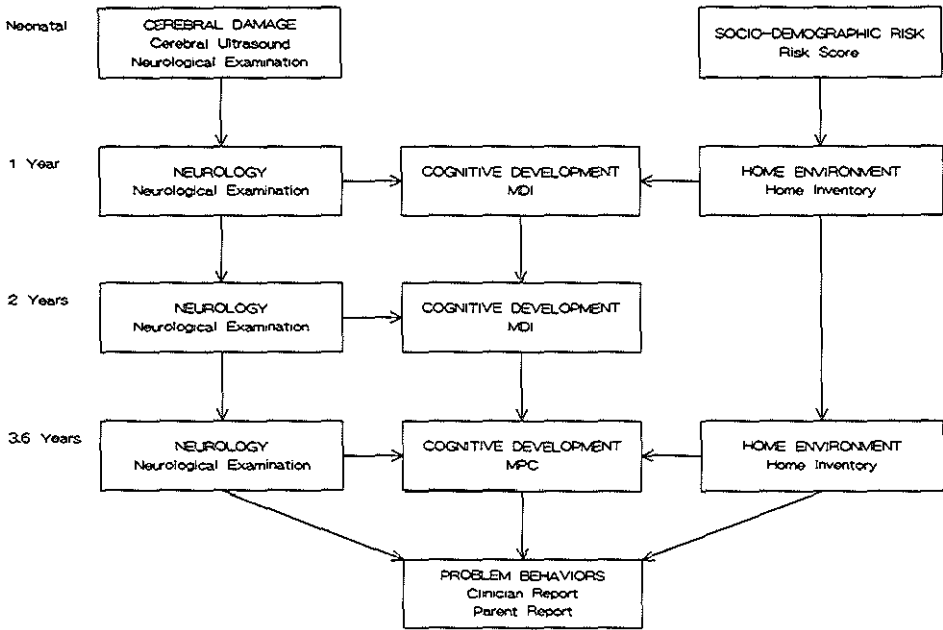 Neonatal
CEREBRAL DAMAGE
Cerebral Ultrasound
Neurological Examination
SOCIO-DEMOGRAPHIC RISK
Risk Score
1 Year
NEUROLOGY
Neurological Examination
COGNITIVE DEVELOPMENT
MDI
HOME ENVIRONMENT
Home Inventory
2 Years
NEUROLOGY
Neurological Examination
COGNITIVE DEVELOPMENT
MDI
3.6 Years
NEUROLOGY
Neurological Examination
COGNITIVE DEVELOPMENT
MPC
HOME ENVIRONMENT
Home Inventory
PROBLEM BEHAVIORS
Clinician Report
Parent Report